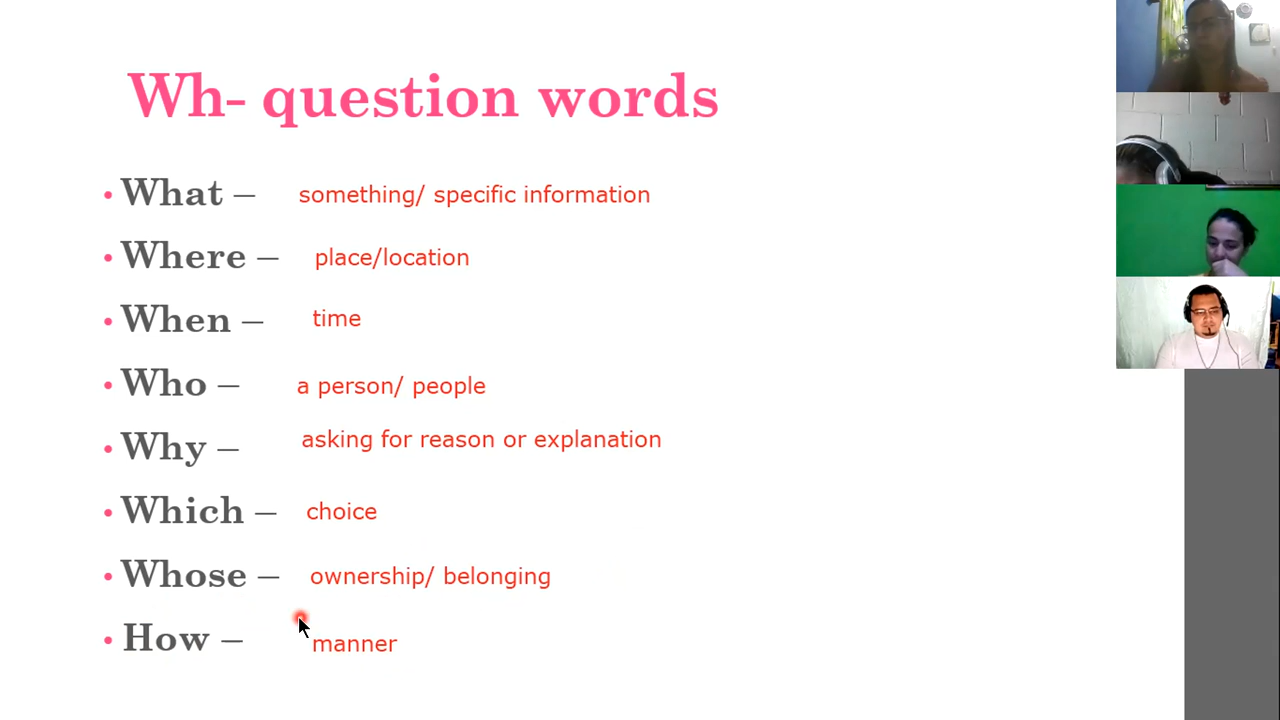 Wh- question words
• What – something/ specific information
• Where – place/location
• When – time
• Who – a person/ people
• Why – asking for reason or explanation
• Which – choice
• Whose – ownership/ belonging
• How – manner